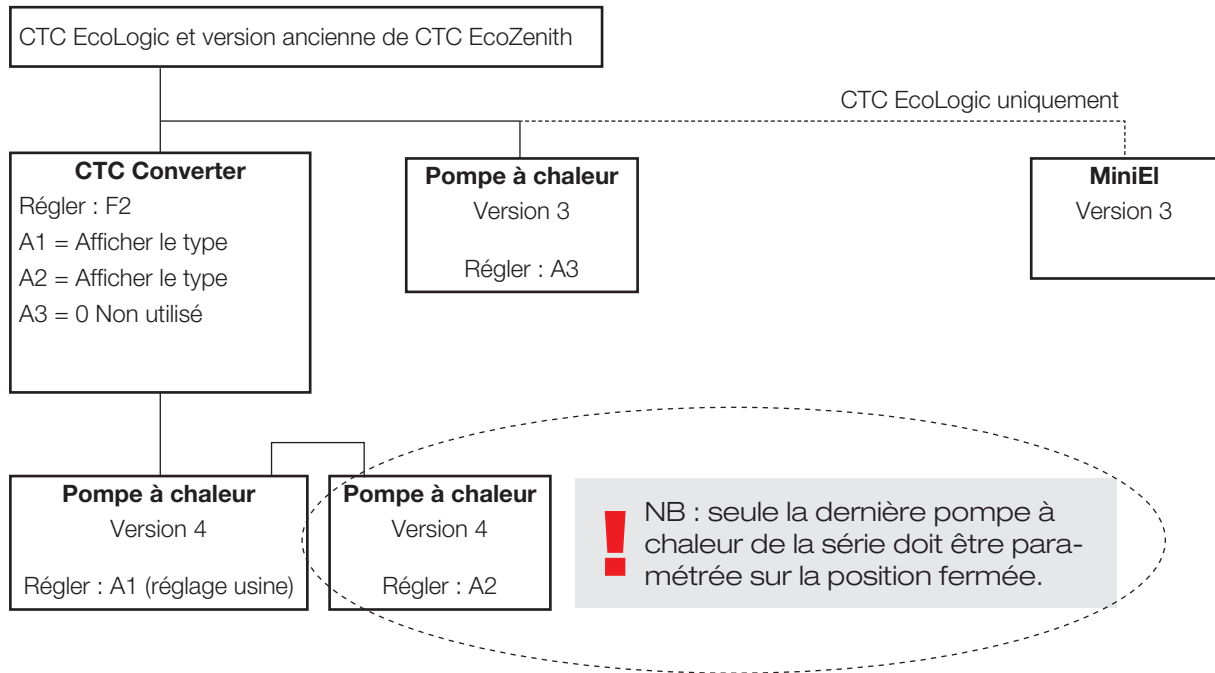 CTC EcoLogic et version ancienne de CTC EcoZenith
CTC EcoLogic uniquement
CTC Converter
Régler : F2
A1 = Afficher le type
A2 = Afficher le type
A3 = 0 Non utilisé
Pompe à chaleur
Version 3
Régler : A3
MiniEl
Version 3
Pompe à chaleur
Version 4
Régler : A1 (réglage usine)
Pompe à chaleur
Version 4
Régler : A2
! NB : seule la dernière pompe à
chaleur de la série doit être para-
métrée sur la position fermée.